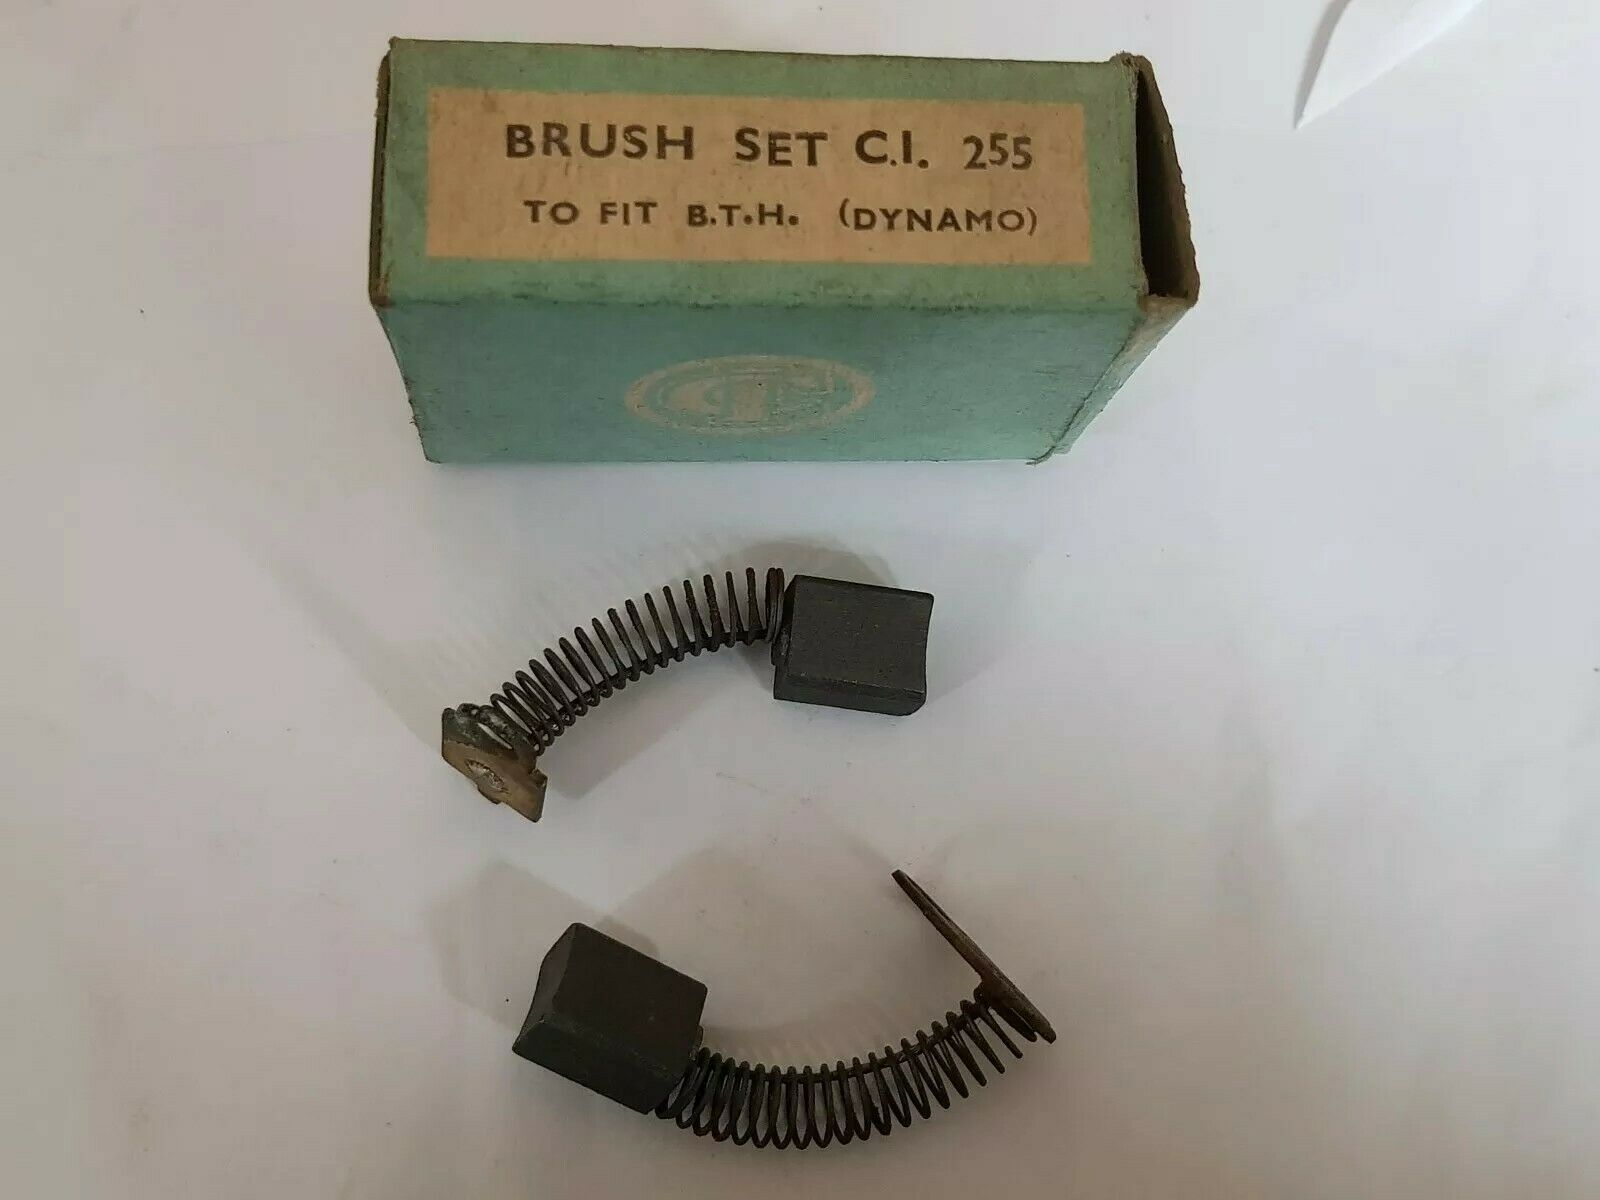 BRUSH SET C.I. 255
TO FIT B.T.H. (DYNAMO)